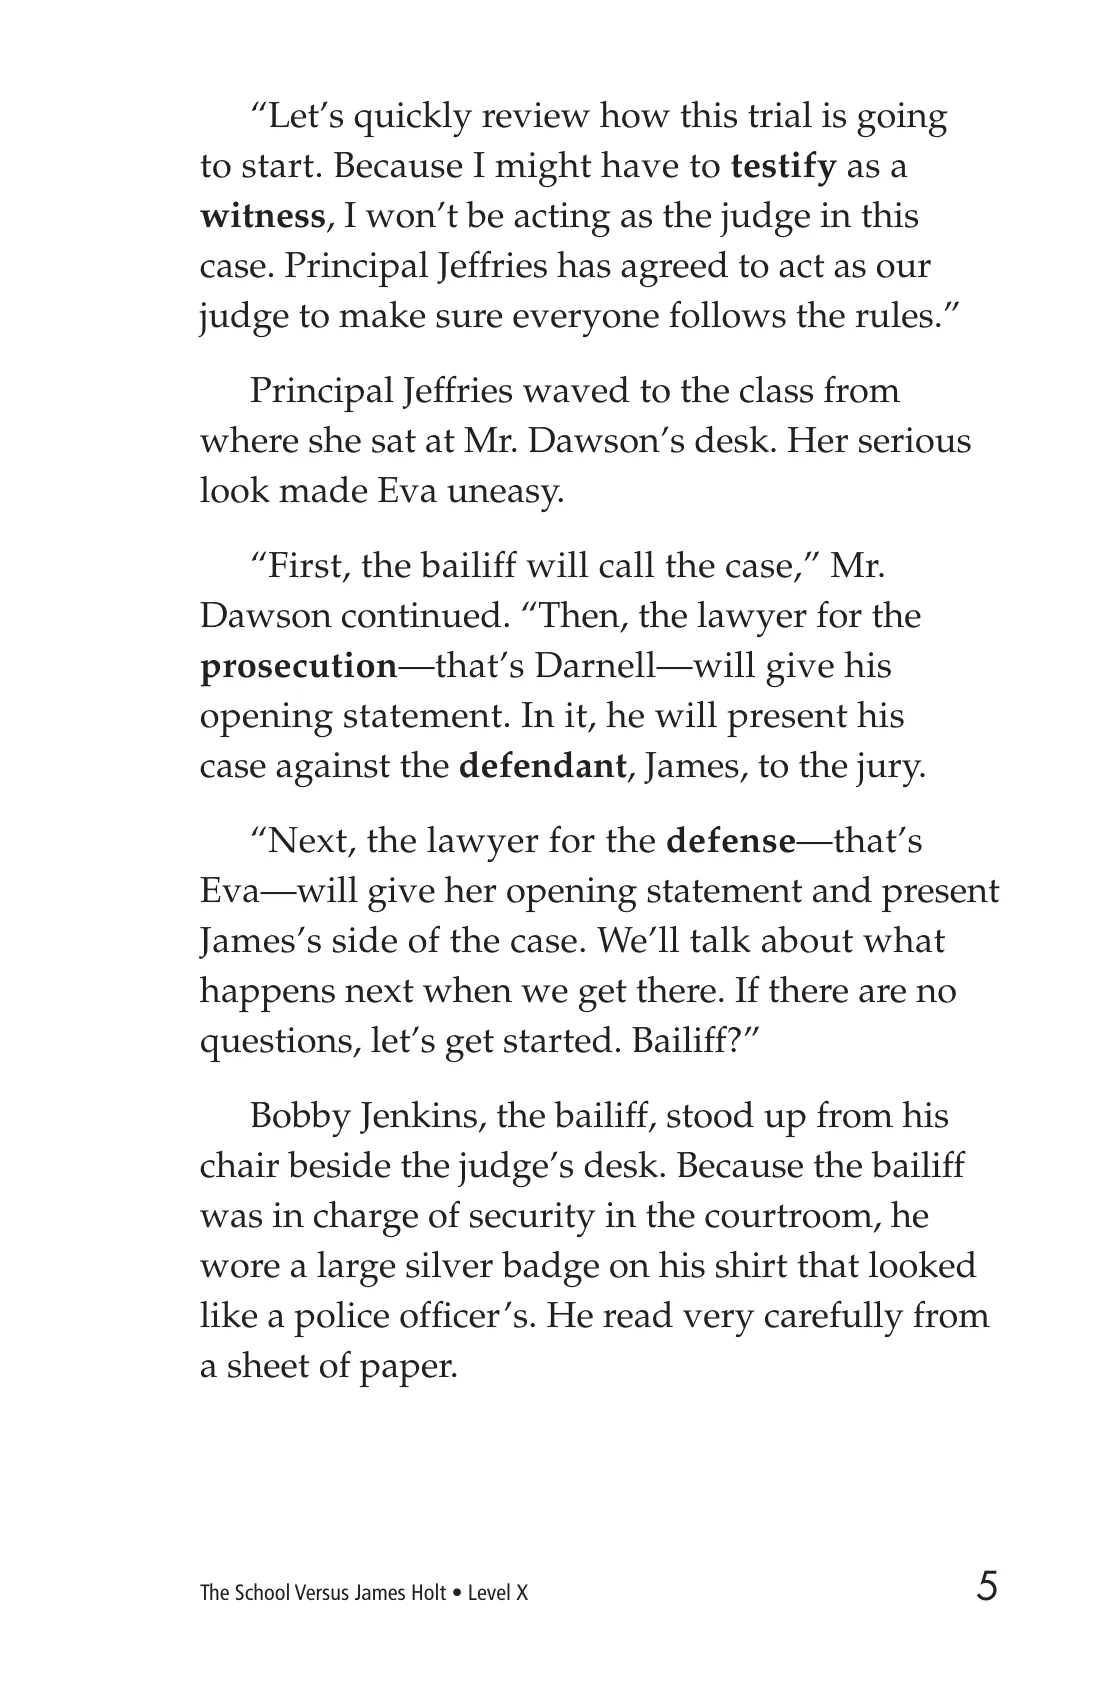 “Let’s quickly review how this trial is going
to start. Because I might have to testify as a
witness, I won’t be acting as the judge in this
case. Principal Jeffries has agreed to act as our
judge to make sure everyone follows the rules.”
Principal Jeffries waved to the class from
where she sat at Mr. Dawson’s desk. Her serious
look made Eva uneasy.
“First, the bailiff will call the case,” Mr.
Dawson continued. “Then, the lawyer for the
prosecution—that’s Darnell—will give his
opening statement. In it, he will present his
case against the defendant, James, to the jury.
“Next, the lawyer for the defense—that’s
Eva—will give her opening statement and present
James’s side of the case. We’ll talk about what
happens next when we get there. If there are no
questions, let’s get started. Bailiff?”
Bobby Jenkins, the bailiff, stood up from his
chair beside the judge’s desk. Because the bailiff
was in charge of security in the courtroom, he
wore a large silver badge on his shirt that looked
like a police officer’s. He read very carefully from
a sheet of paper.
The School Versus James Holt • Level X
5